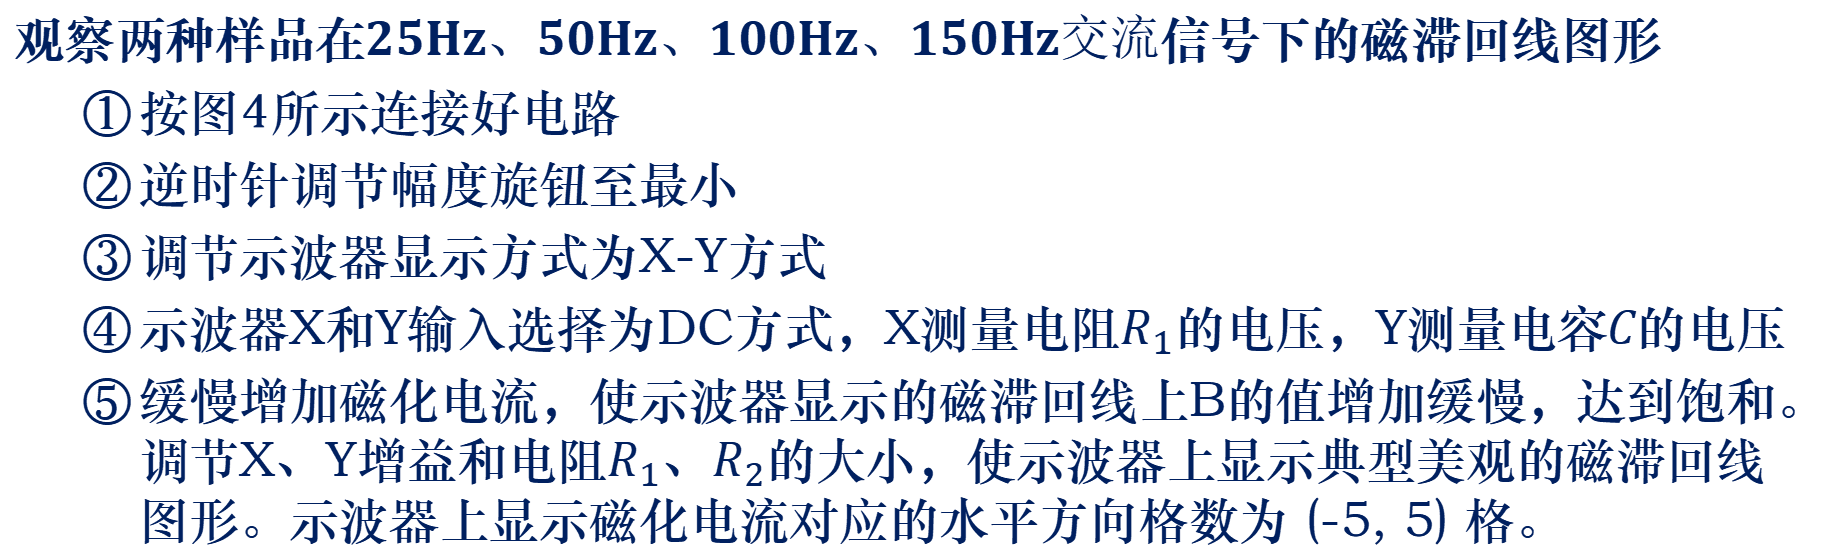 观察两种样品在25Hz、50Hz、100Hz、150Hz交流信号下的磁滞回线图形
①按图4所示连接好电路
②逆时针调节幅度旋钮至最小
③调节示波器显示方式为X-Y方式
④示波器X和Y输入选择为DC方式，X测量电阻R₁的电压，Y测量电容C的电压
⑤缓慢增加磁化电流，使示波器显示的磁滞回线上B的值增加缓慢，达到饱和。
调节X、Y增益和电阻R₁、R₂的大小，使示波器上显示典型美观的磁滞回线
图形。示波器上显示磁化电流对应的水平方向格数为 (-5, 5) 格。